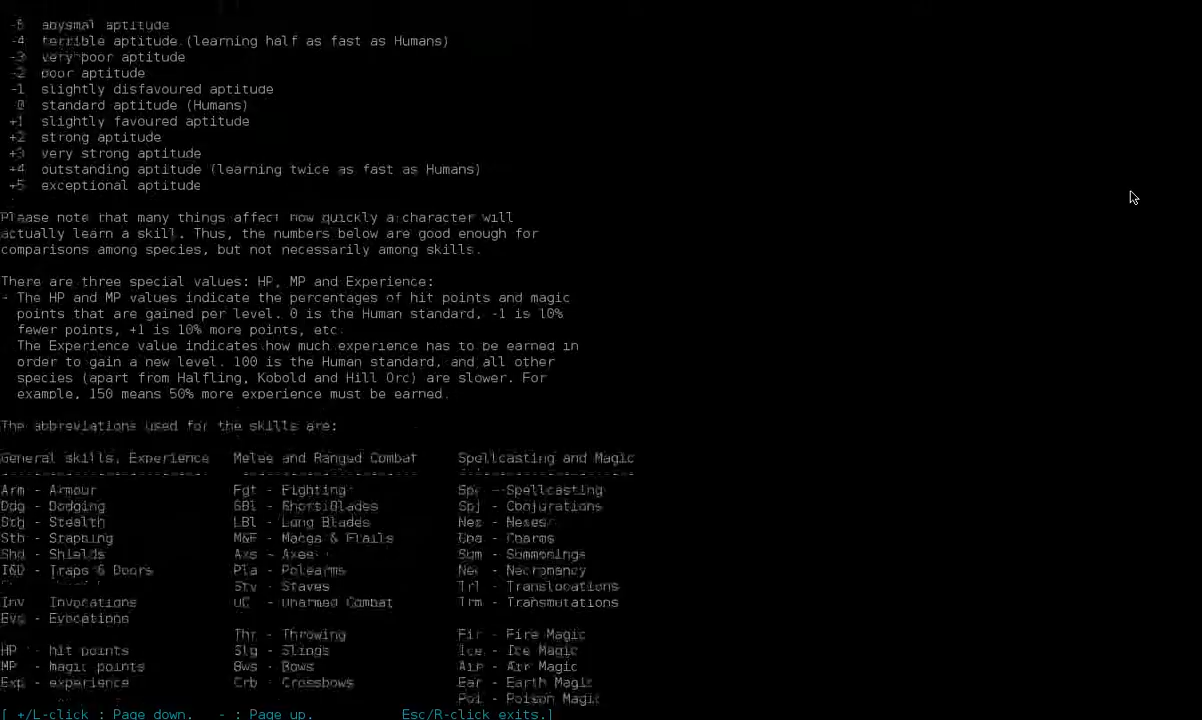 -5  abysmal aptitude
-4  terrible aptitude (learning half as fast as Humans)
-3  very poor aptitude
-2  poor aptitude
-1  slightly disfavoured aptitude
0  standard aptitude (Humans)
+1  slightly favoured aptitude
+2  strong aptitude
+3  very strong aptitude
+4  outstanding aptitude (learning twice as fast as Humans)
+5  exceptional aptitude
Please note that many things affect how quickly a character will
actually learn a skill. Thus, the numbers below are good enough for
comparisons among species, but not necessarily among skills.
There are three special values: HP, MP and Experience:
- The HP and MP values indicate the percentages of hit points and magic
points that are gained per level. 0 is the Human standard, -1 is 10%
fewer points, +1 is 10% more points, etc.
The Experience value indicates how much experience has to be earned in
order to gain a new level. 100 is the Human standard, and all other
species (apart from Halfling, Kobold and Hill Orc) are slower. For
example, 150 means 50% more experience must be earned.
The abbreviations used for the skills are:
General skills, Experience   Melee and Ranged Combat   Spellcasting and Magic
Arm - Armour   Fgt - Fighting   Spc - Spellcasting
Ddg - Dodging   SBl - Short Blades   Coj - Conjurations
Sth - Stealth   LBl - Long Blades   Hex - Hexes
Stb - Stabbing   M&F - Maces & Flails   Cha - Charms
Shd - Shields   Axs - Axes   Sum - Summonings
T&D - Traps & Doors   Pla - Polearms   Nec - Necromancy
Stv - Staves   Trl - Translocations
Inv   Invocations   UC - Unarmed Combat   Trm - Transmutations
Evo - Evocations
Thr - Throwing   Fir - Fire Magic
HP - hit points   Slg - Slings   Ice - Ice Magic
MP - magic points   Bws - Bows   Air - Air Magic
Exp - experience   Crb - Crossbows   Ear - Earth Magic
Poi - Poison Magic
[ +/L-click : Page down.   - : Page up.   Esc/R-click exits.]